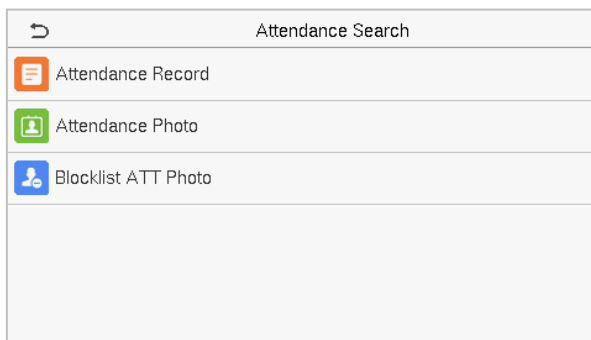 Attendance Search
Attendance Record
Attendance Photo
Blocklist ATT Photo